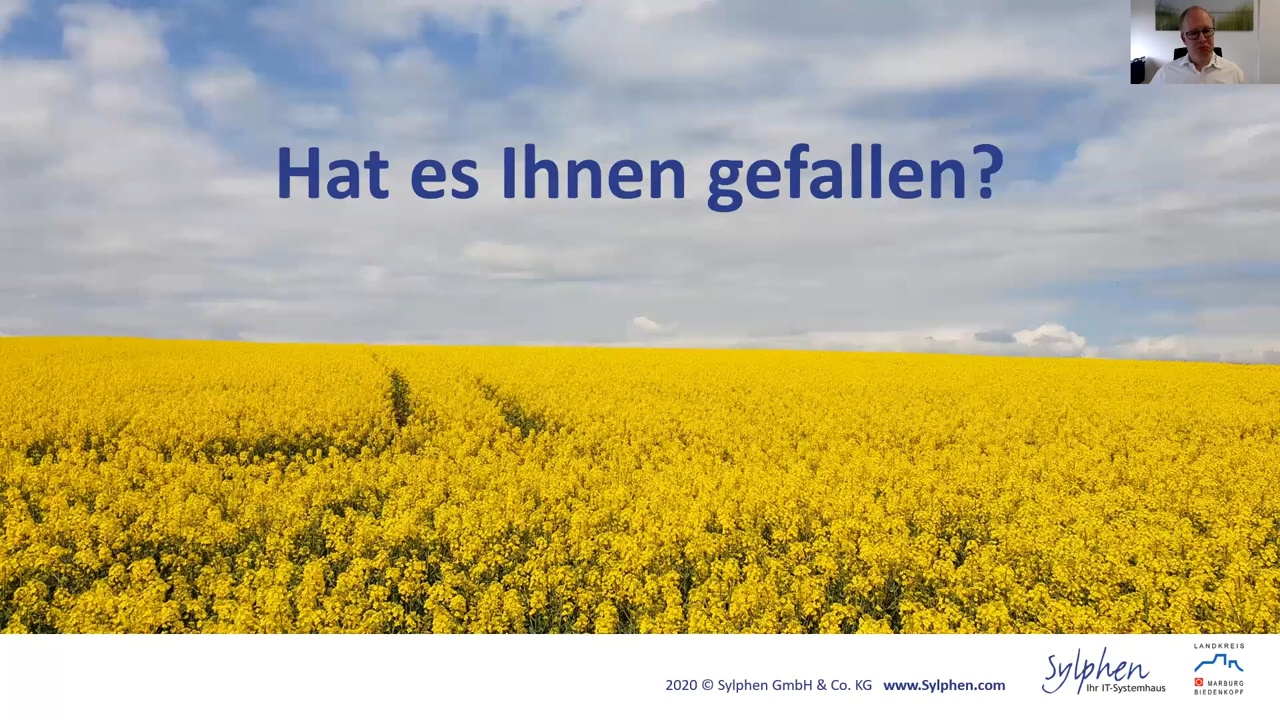 Hat es Ihnen gefallen?
2020 © Sylphen GmbH & Co. KG www.Sylphen.com
Sylphen
Ihr IT-Systemhaus
LANDKREIS
MARBURG
BIEDENKOPF